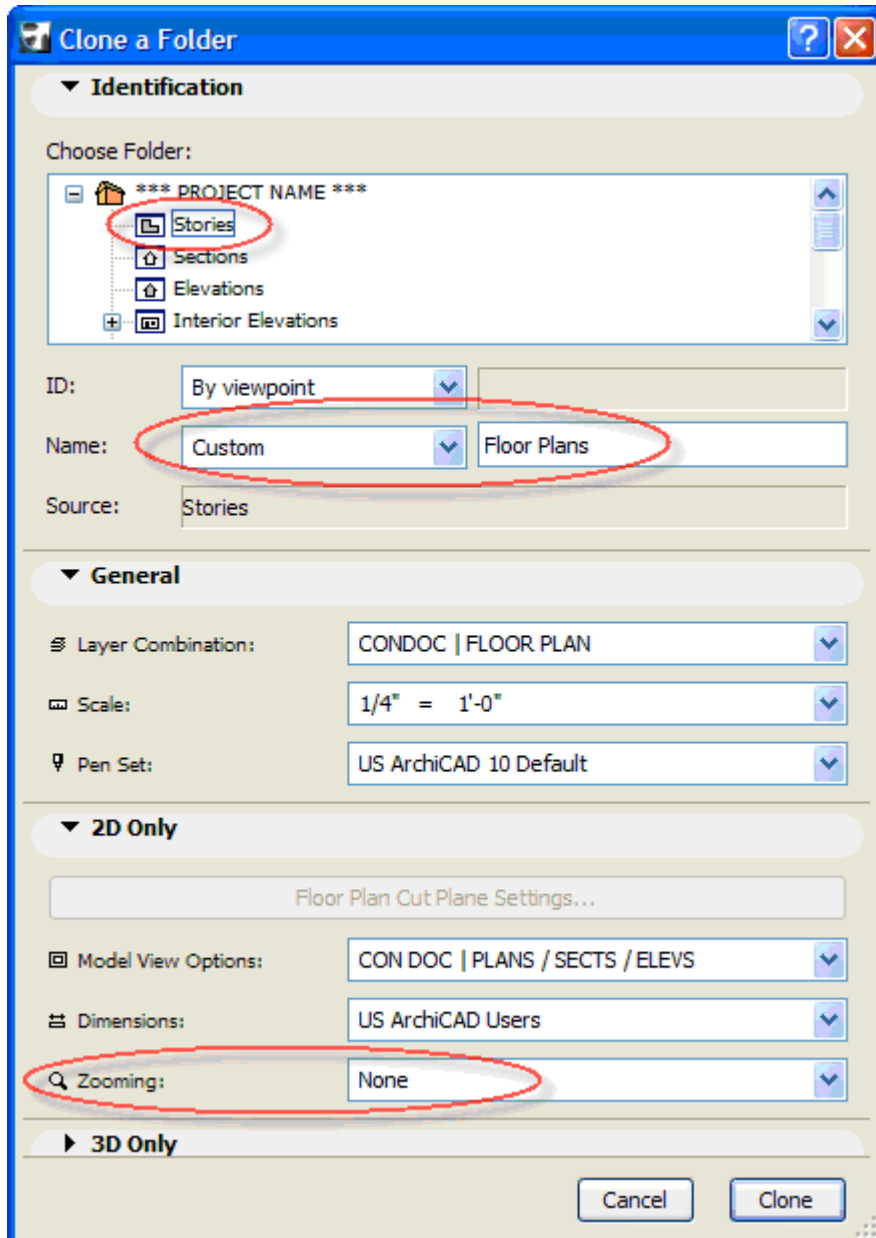 Clone a Folder
Identification
Choose Folder:
*** PROJECT NAME ***
Stories
Sections
Elevations
Interior Elevations
ID: By viewpoint
Name: Custom Floor Plans
Source: Stories
General
Layer Combination: CONDOC | FLOOR PLAN
Scale: 1/4" = 1'-0"
Pen Set: US ArchiCAD 10 Default
2D Only
Floor Plan Cut Plane Settings...
Model View Options: CON DOC | PLANS / SECTS / ELEVS
Dimensions: US ArchiCAD Users
Zooming: None
3D Only
Cancel Clone